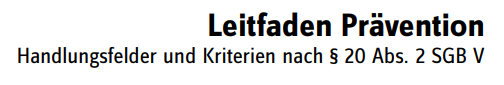 Leitfaden Prävention
Handlungsfelder und Kriterien nach § 20 Abs. 2 SGB V